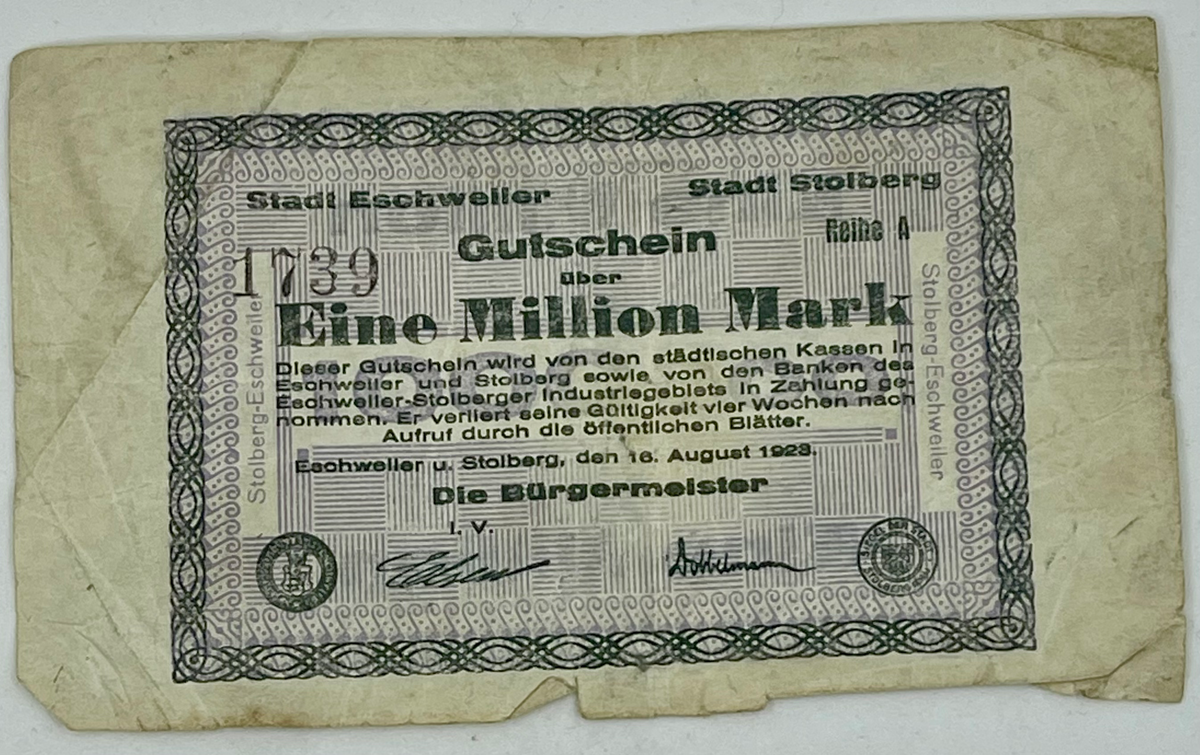 Stadt Eschweiler
Stadt Stolberg
Reihe A
Gutschein
1739
über
Eine Million Mark
Dieser Gutschein wird von den städtischen Kassen in
Eschweiler und Stolberg sowie von den Banken des
Eschweiler-Stolberger Industriegebiets in Zahlung ge-
nommen. Er verliert seine Gültigkeit vier Wochen nach
Aufruf durch die öffentlichen Blätter.
Eschweiler u. Stolberg, den 16. August 1923.
Die Bürgermeister
I. V.
Dobbelmann
Stolberg-Eschweiler
Stolberg-Eschweiler